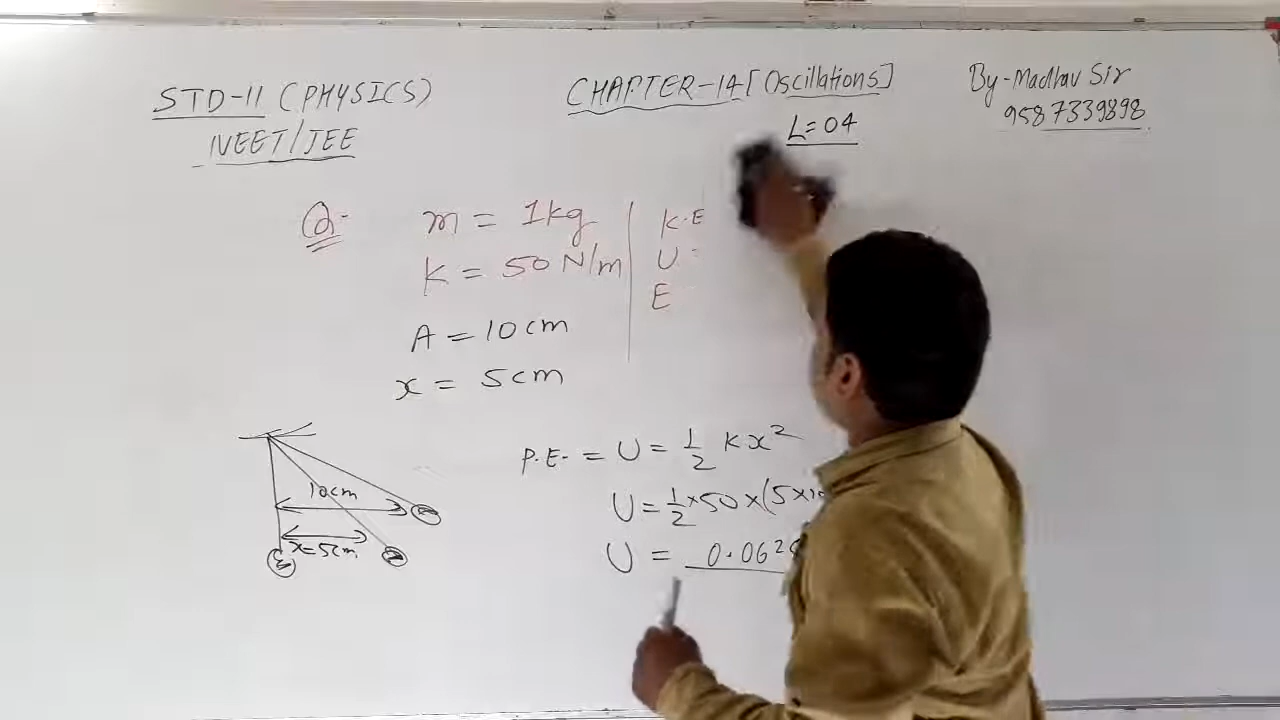 STD-11 (PHYSICS)
NEET/JEE
CHAPTER-14 [Oscillations]
L=04
By-Madhav Sir
9587339898
Q.
m = 1kg
K = 50 N/m
A = 10cm
x = 5cm
K.E
U
E
10cm
x=5cm
P.E. = U = 1/2 Kx²
U = 1/2 × 50 × (5×10
U = 0.062